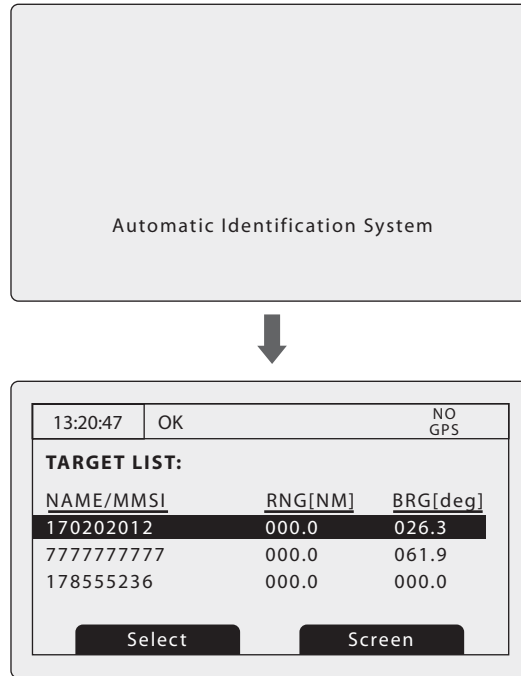 Automatic Identification System
13:20:47 OK NO GPS
TARGET LIST:
NAME/MMSI RNG[NM] BRG[deg]
170202012 000.0 026.3
7777777777 000.0 061.9
178555236 000.0 000.0
Select Screen